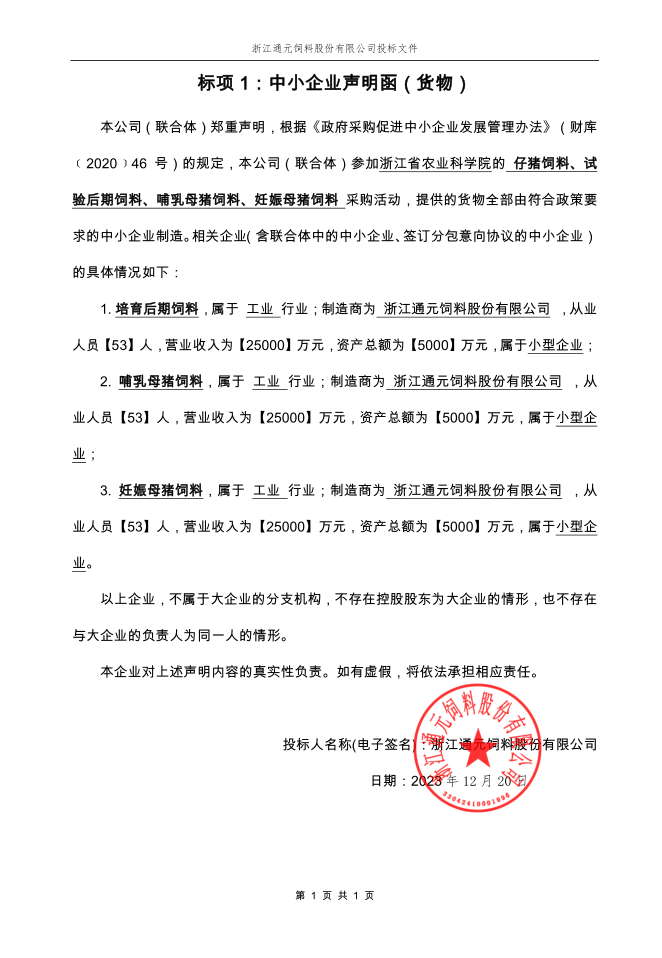 浙江通元饲料股份有限公司投标文件
标项 1：中小企业声明函（货物）
本公司（联合体）郑重声明，根据《政府采购促进中小企业发展管理办法》（财库
﹙2020﹚46 号）的规定，本公司（联合体）参加浙江省农业科学院的 仔猪饲料、试
验后期饲料、哺乳母猪饲料、妊娠母猪饲料 采购活动，提供的货物全部由符合政策要
求的中小企业制造。相关企业（含联合体中的中小企业、签订分包意向协议的中小企业）
的具体情况如下：
1. 培育后期饲料，属于 工业 行业；制造商为 浙江通元饲料股份有限公司 ，从业
人员【53】人，营业收入为【25000】万元，资产总额为【5000】万元，属于小型企业；
2. 哺乳母猪饲料，属于 工业 行业；制造商为 浙江通元饲料股份有限公司 ，从
业人员【53】人，营业收入为【25000】万元，资产总额为【5000】万元，属于小型企
业；
3. 妊娠母猪饲料，属于 工业 行业；制造商为 浙江通元饲料股份有限公司 ，从
业人员【53】人，营业收入为【25000】万元，资产总额为【5000】万元，属于小型企
业。
以上企业，不属于大企业的分支机构，不存在控股股东为大企业的情形，也不存在
与大企业的负责人为同一人的情形。
本企业对上述声明内容的真实性负责。如有虚假，将依法承担相应责任。
浙江通元饲料股份有限公司
投标人名称(电子签名)：浙江通元饲料股份有限公司
日期：2023 年 12 月 20 日
33042410001996
第 1 页 共 1 页